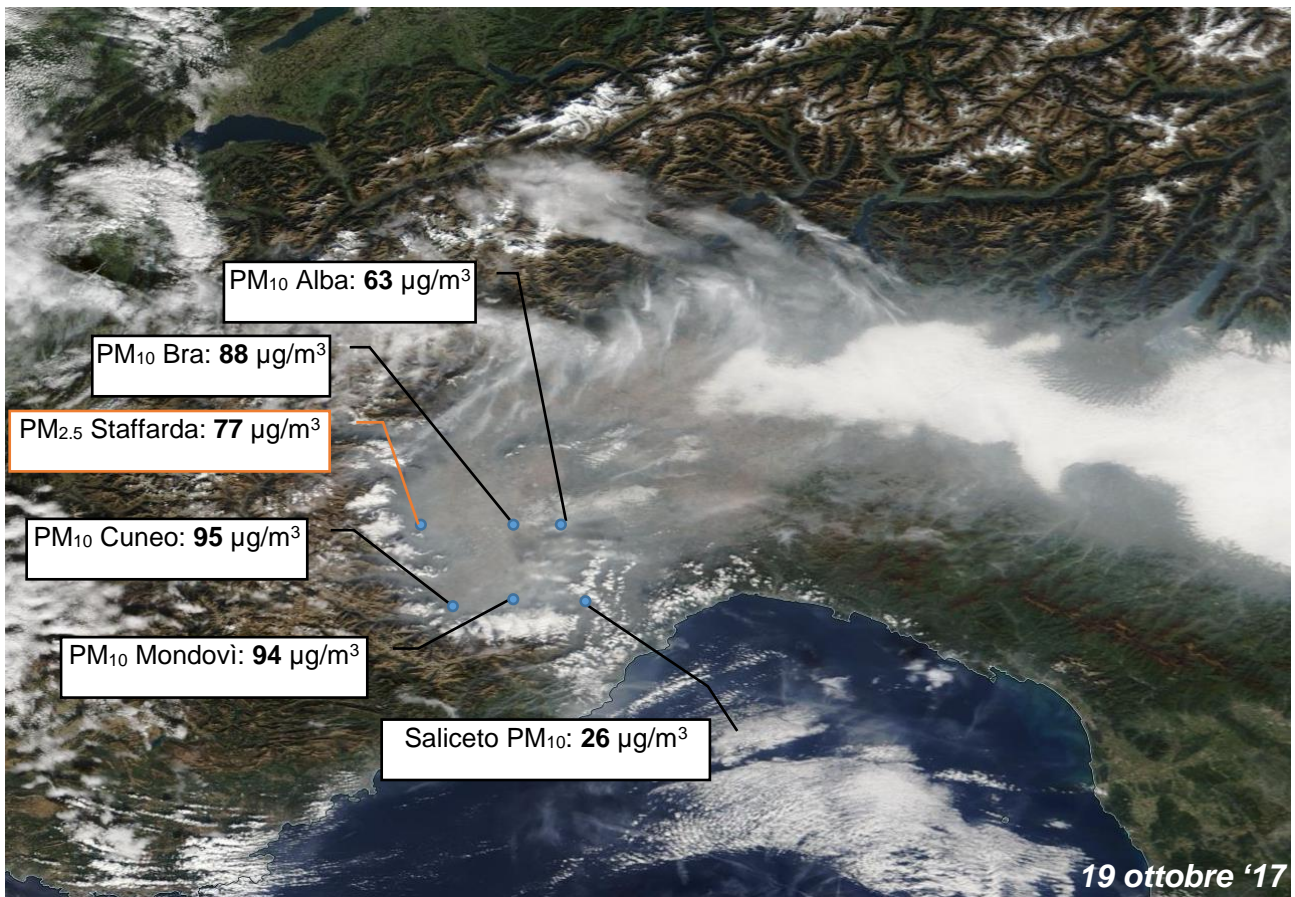 PM₁₀ Alba: 63 µg/m³
PM₁₀ Bra: 88 µg/m³
PM₂.₅ Staffarda: 77 µg/m³
PM₁₀ Cuneo: 95 µg/m³
PM₁₀ Mondovì: 94 µg/m³
Saliceto PM₁₀: 26 µg/m³
19 ottobre ‘17